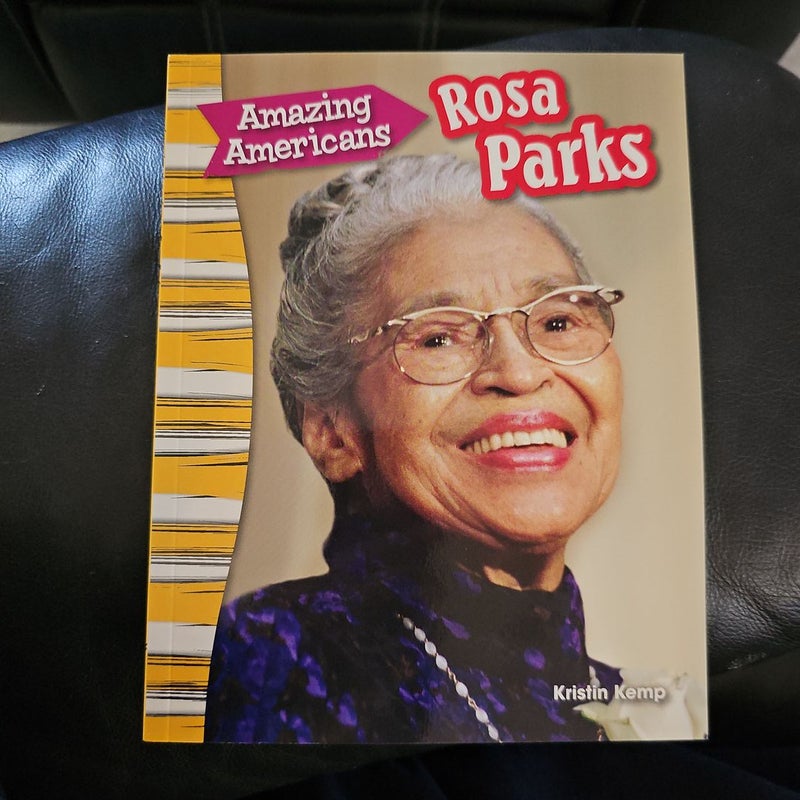 Amazing
Americans
Rosa
Parks
Kristin Kemp